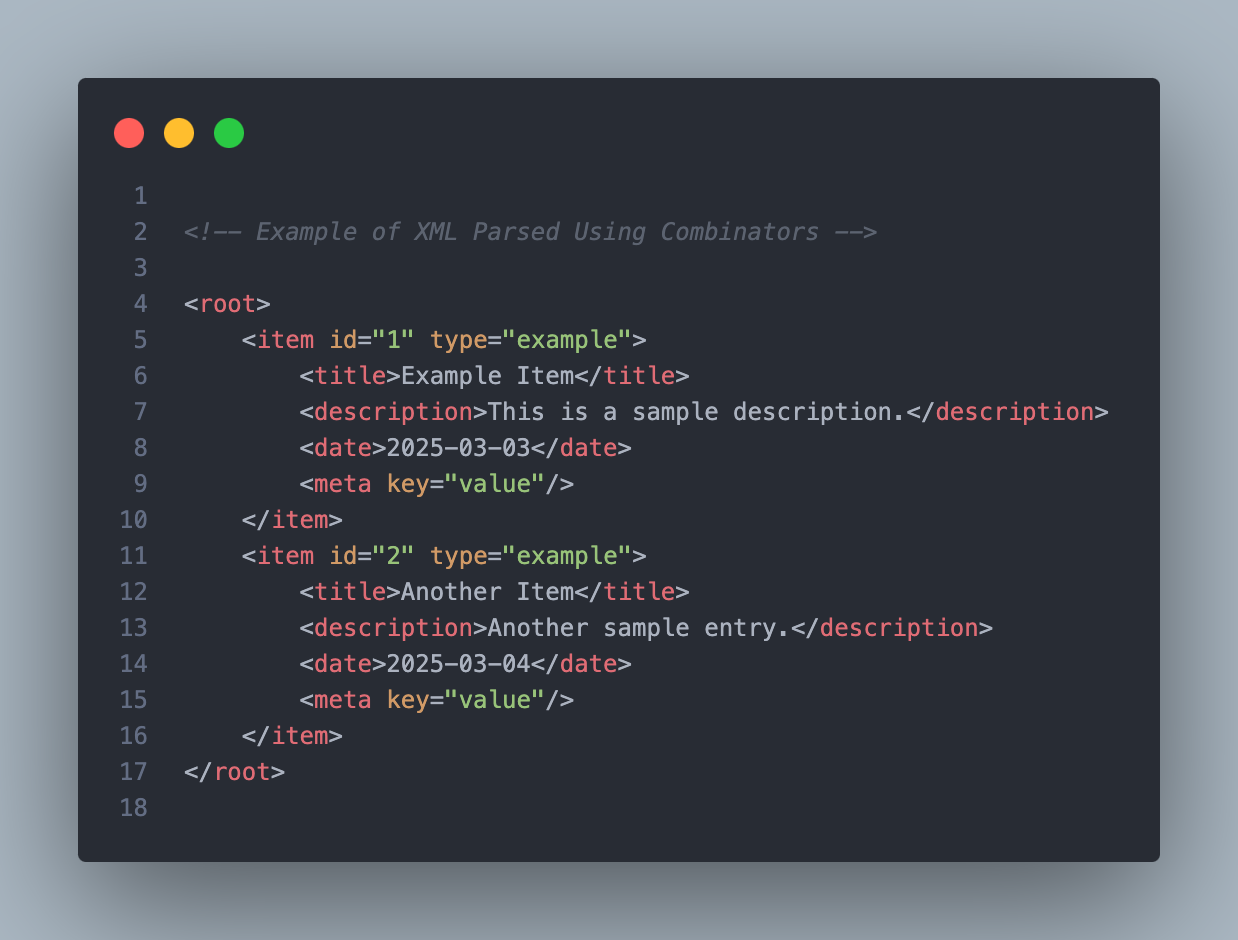 1
2 <!-- Example of XML Parsed Using Combinators -->
3
4 <root>
5     <item id="1" type="example">
6         <title>Example Item</title>
7         <description>This is a sample description.</description>
8         <date>2025-03-03</date>
9         <meta key="value"/>
10     </item>
11     <item id="2" type="example">
12         <title>Another Item</title>
13         <description>Another sample entry.</description>
14         <date>2025-03-04</date>
15         <meta key="value"/>
16     </item>
17 </root>
18